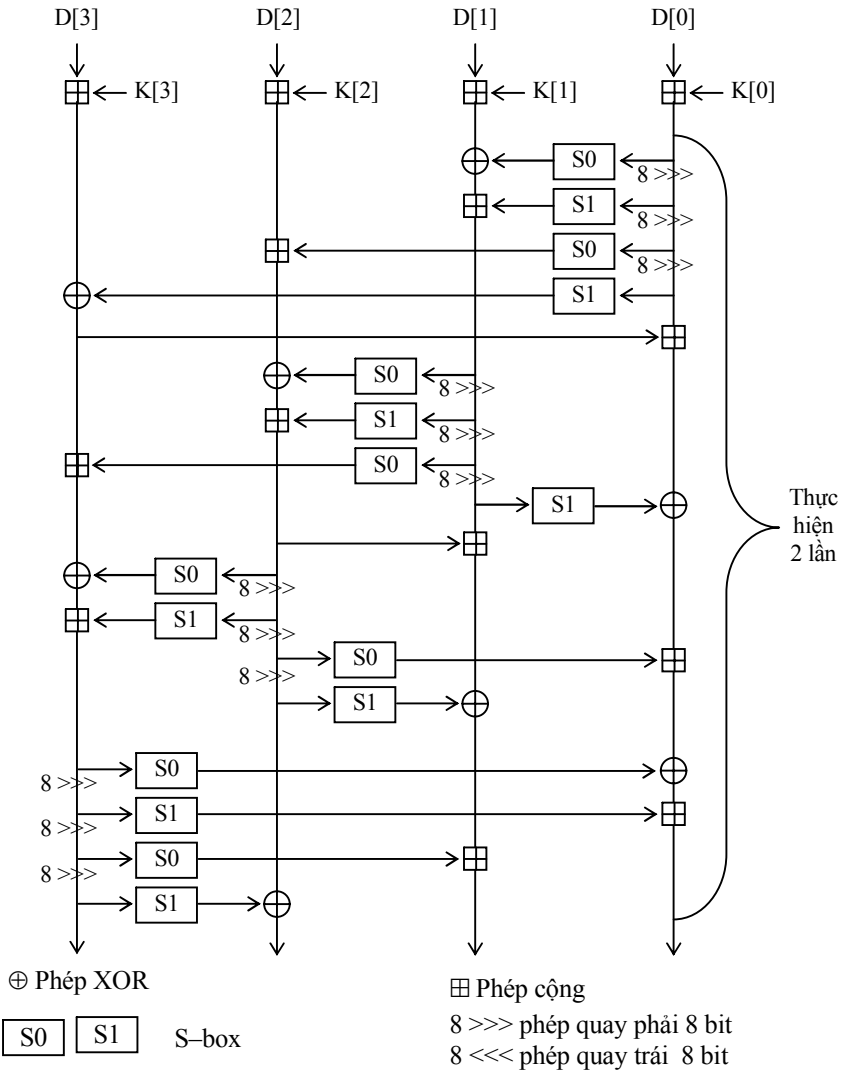 D[3] D[2] D[1] D[0]
K[3] K[2] K[1] K[0]
S0
8 >>>
S1
8 >>>
S0
8 >>>
S1
S0
8 >>>
S1
8 >>>
S0
8 >>>
S1
Thực
hiện
2 lần
S0
8 >>>
S1
8 >>>
S0
8 >>>
S1
S0
8 >>>
S1
8 >>>
S0
8 >>>
S1
⊕ Phép XOR
S0 S1 S–box
⊞ Phép cộng
8 >>> phép quay phải 8 bit
8 <<< phép quay trái 8 bit